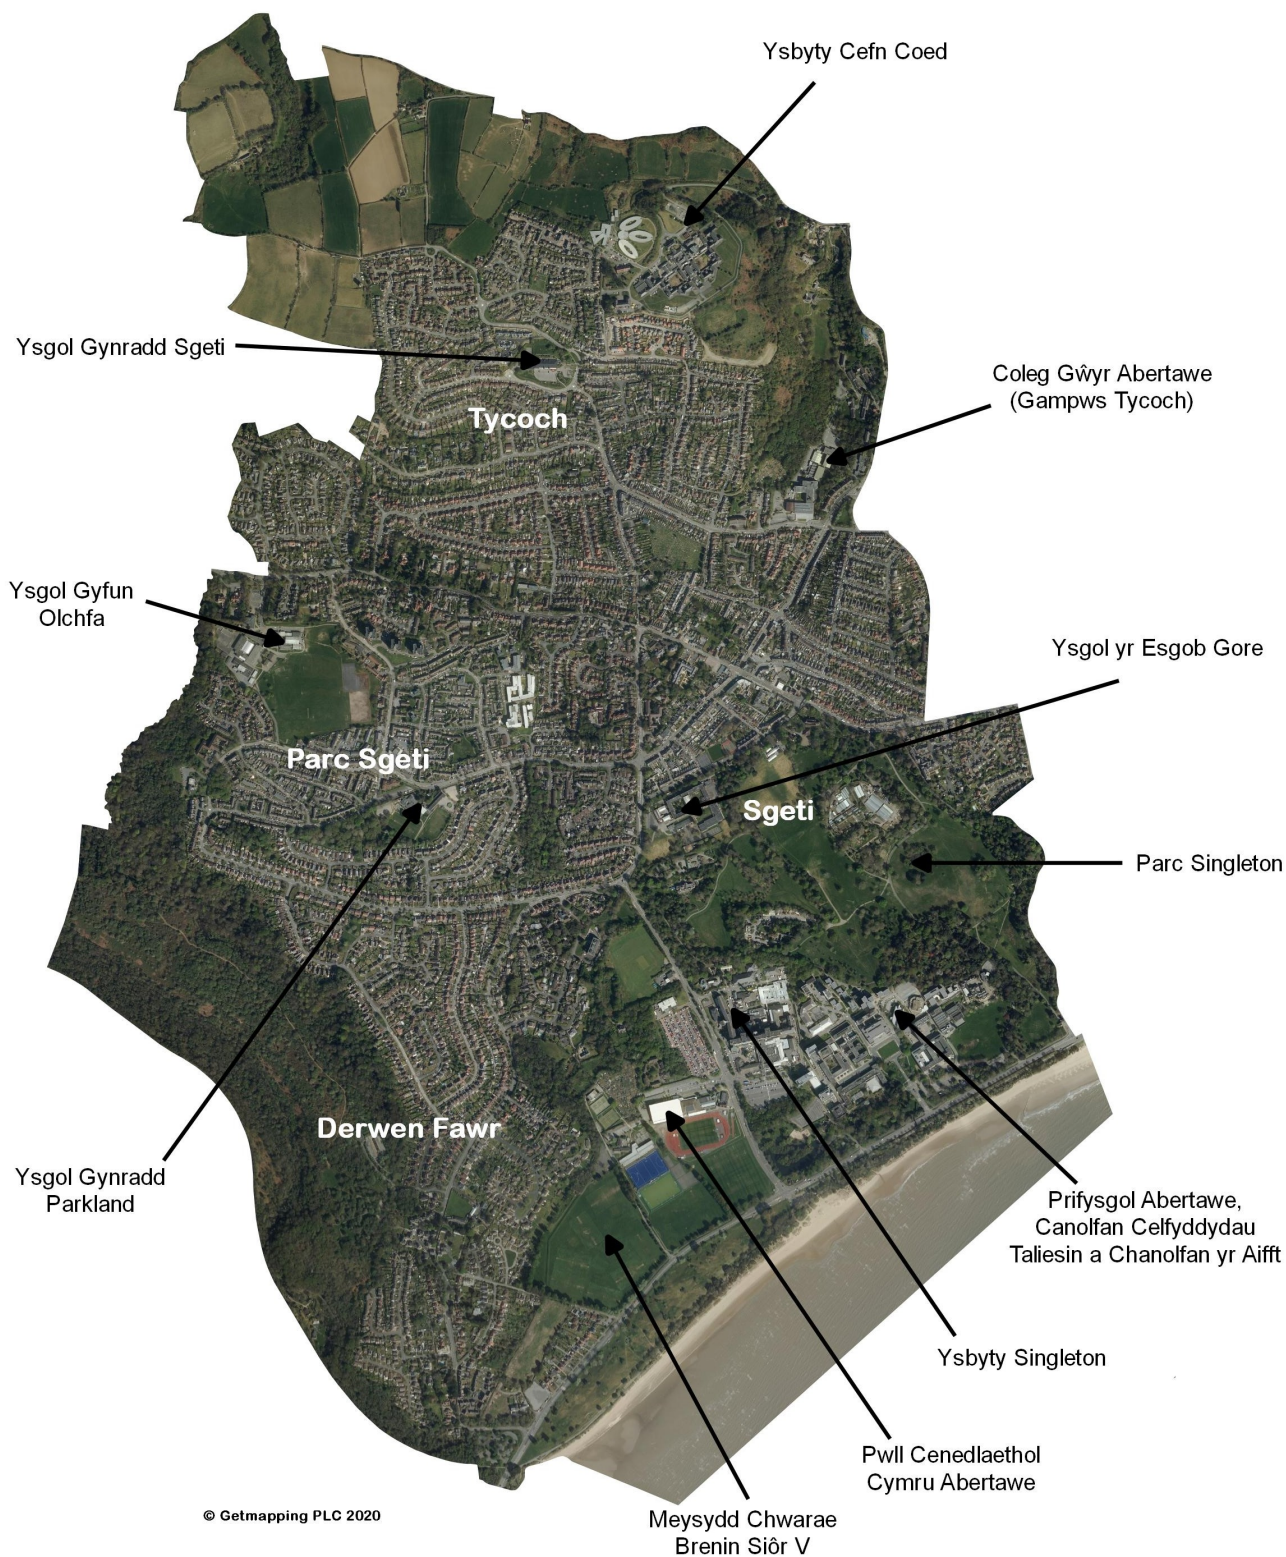 Ysbyty Cefn Coed
Ysgol Gynradd Sgeti
Coleg Gŵyr Abertawe
(Gampws Tycoch)
Tycoch
Ysgol Gyfun
Olchfa
Ysgol yr Esgob Gore
Parc Sgeti
Sgeti
Parc Singleton
Derwen Fawr
Ysgol Gynradd
Parkland
Prifysgol Abertawe,
Canolfan Celfyddydau
Taliesin a Chanolfan yr Aifft
Ysbyty Singleton
Pwll Cenedlaethol
Cymru Abertawe
Meysydd Chwarae
Brenin Siôr V
© Getmapping PLC 2020